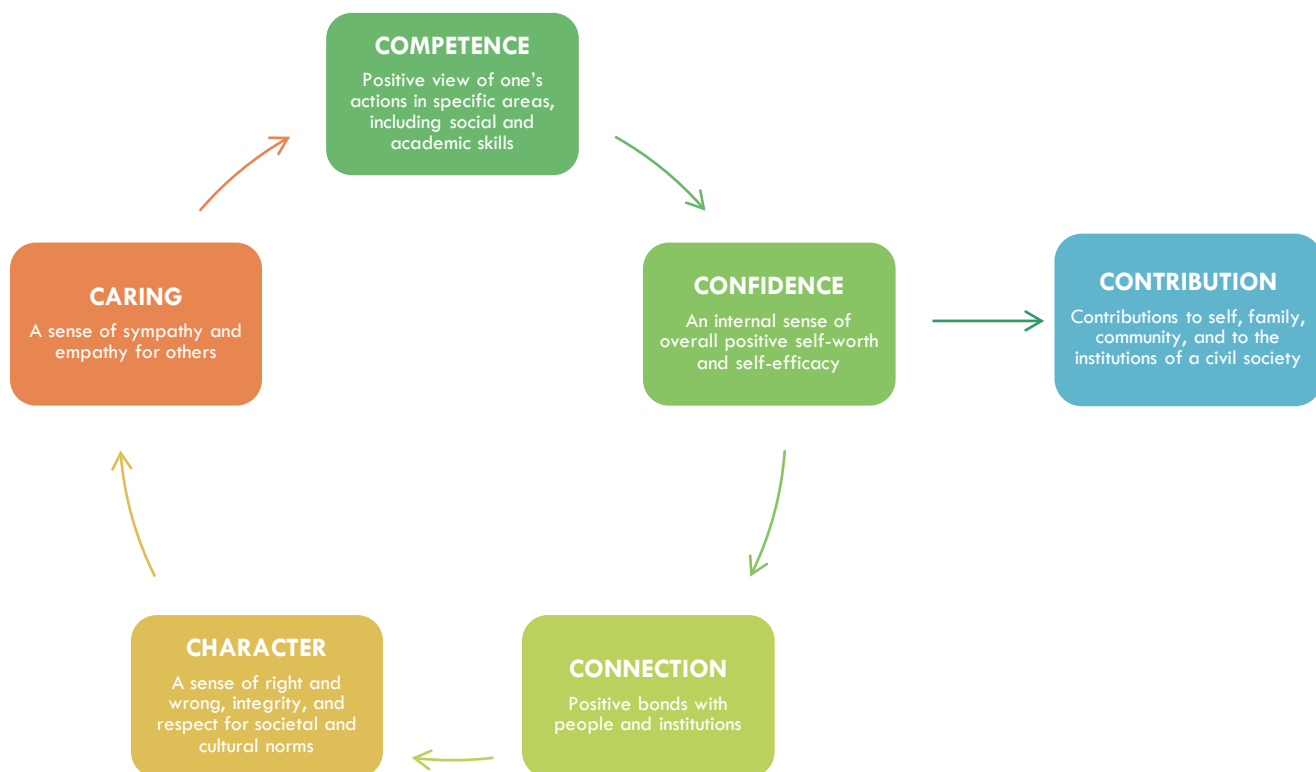 COMPETENCE
Positive view of one's
actions in specific areas,
including social and
academic skills
CARING
A sense of sympathy and
empathy for others
CONFIDENCE
An internal sense of
overall positive self-worth
and self-efficacy
CONTRIBUTION
Contributions to self, family,
community, and to the
institutions of a civil society
CHARACTER
A sense of right and
wrong, integrity, and
respect for societal and
cultural norms
CONNECTION
Positive bonds with
people and institutions